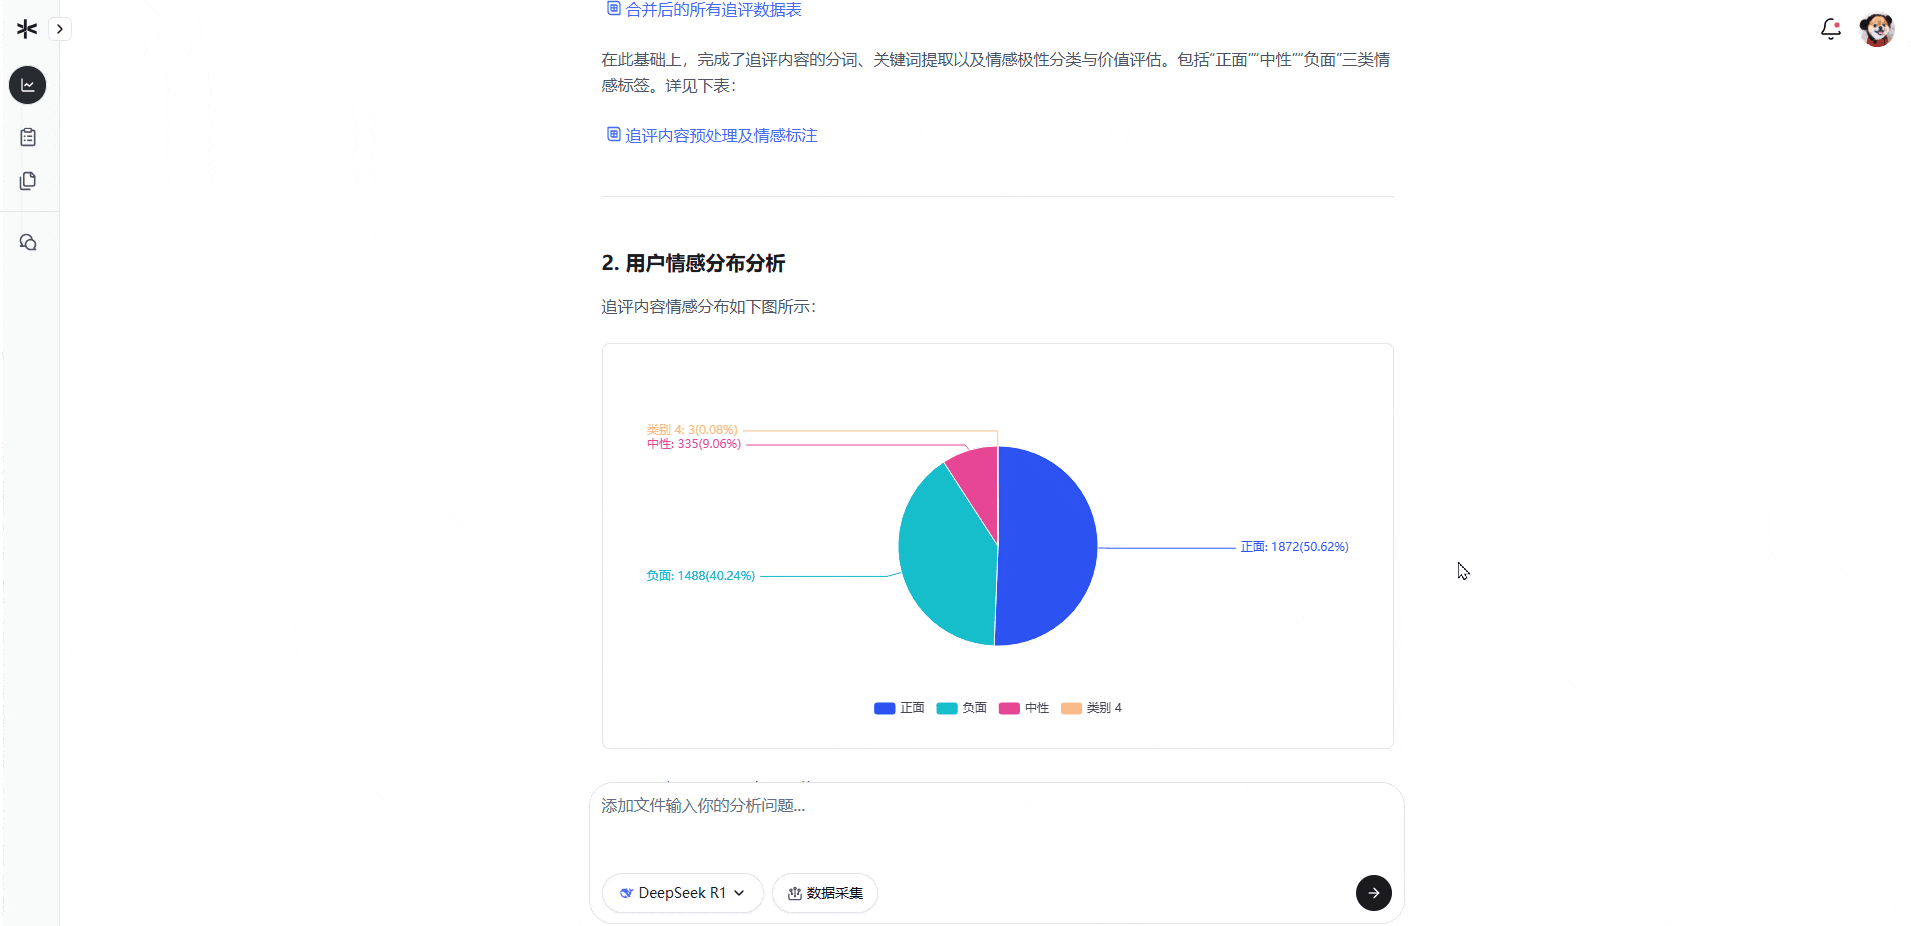 合并后的所有追评数据表
在此基础上，完成了追评内容的分词、关键词提取以及情感极性分类与价值评估。包括“正面”“中性”“负面”三类情
感标签。详见下表：
追评内容预处理及情感标注
2. 用户情感分布分析
追评内容情感分布如下图所示：
类别 4: 3(0.08%)
中性: 335(9.06%)
正面: 1872(50.62%)
负面: 1488(40.24%)
正面 负面 中性 类别 4
添加文件输入你的分析问题...
DeepSeek R1 数据采集